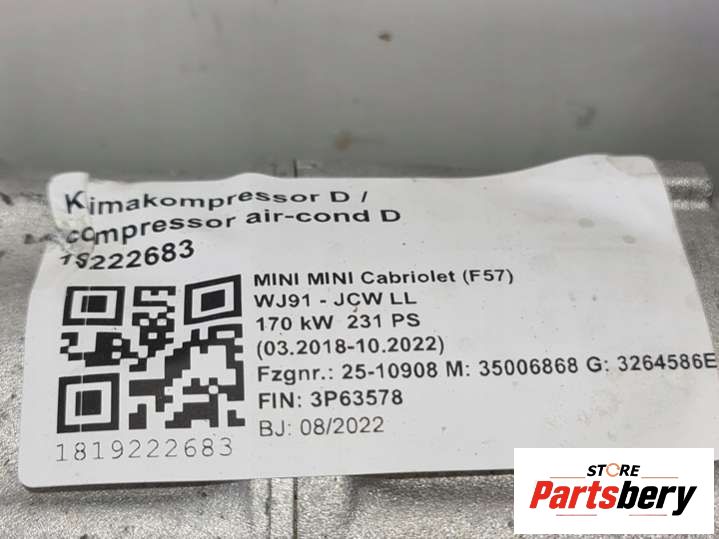 Kimakompressor D /
compressor air-cond D
19222683
MINI MINI Cabriolet (F57)
WJ91 - JCW LL
170 kW 231 PS
(03.2018-10.2022)
Fzgnr.: 25-10908 M: 35006868 G: 3264586E
FIN: 3P63578
BJ: 08/2022
1819222683
STORE
Partsbery